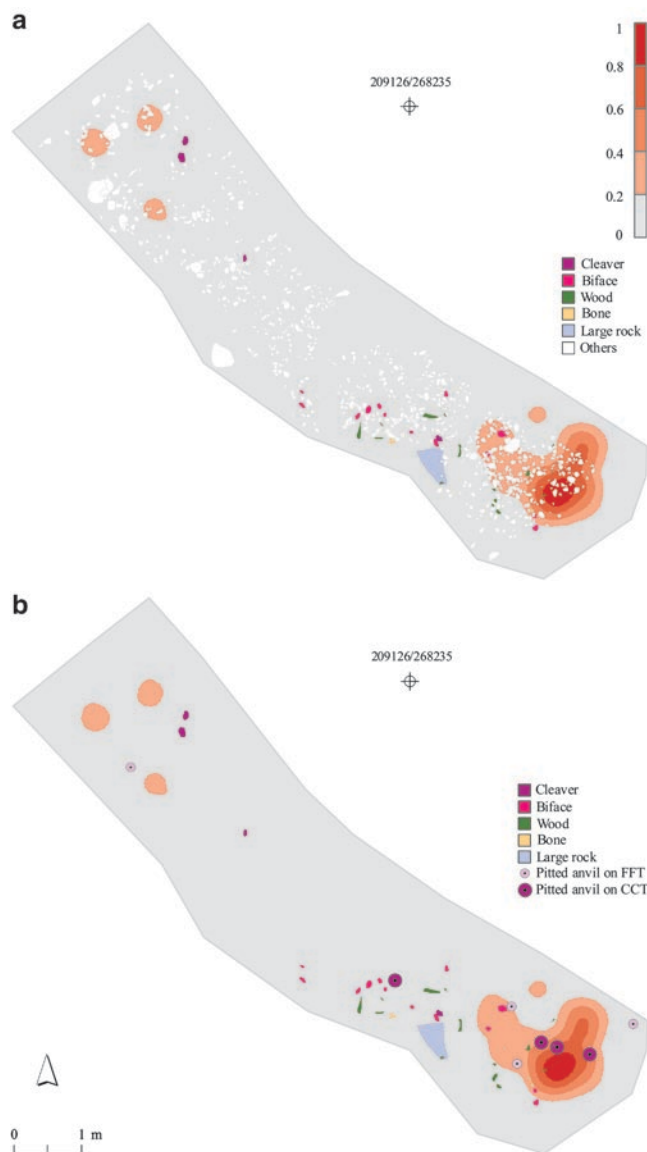 a
209126/268235
1
0.8
0.6
0.4
0.2
0
Cleaver
Biface
Wood
Bone
Large rock
Others
b
209126/268235
Cleaver
Biface
Wood
Bone
Large rock
Pitted anvil on FFT
Pitted anvil on CCT
0 1 m